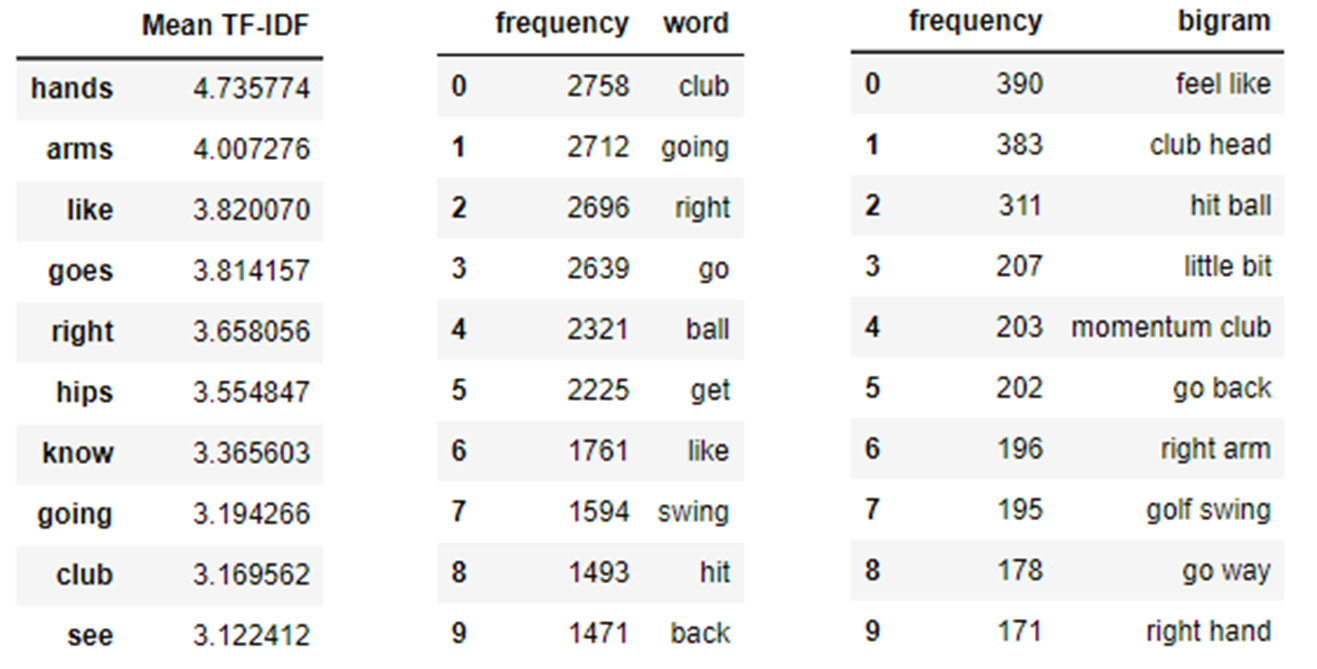 Mean TF-IDF
hands 4.735774
arms 4.007276
like 3.820070
goes 3.814157
right 3.658056
hips 3.554847
know 3.365603
going 3.194266
club 3.169562
see 3.122412
frequency word
0 2758 club
1 2712 going
2 2696 right
3 2639 go
4 2321 ball
5 2225 get
6 1761 like
7 1594 swing
8 1493 hit
9 1471 back
frequency bigram
0 390 feel like
1 383 club head
2 311 hit ball
3 207 little bit
4 203 momentum club
5 202 go back
6 196 right arm
7 195 golf swing
8 178 go way
9 171 right hand